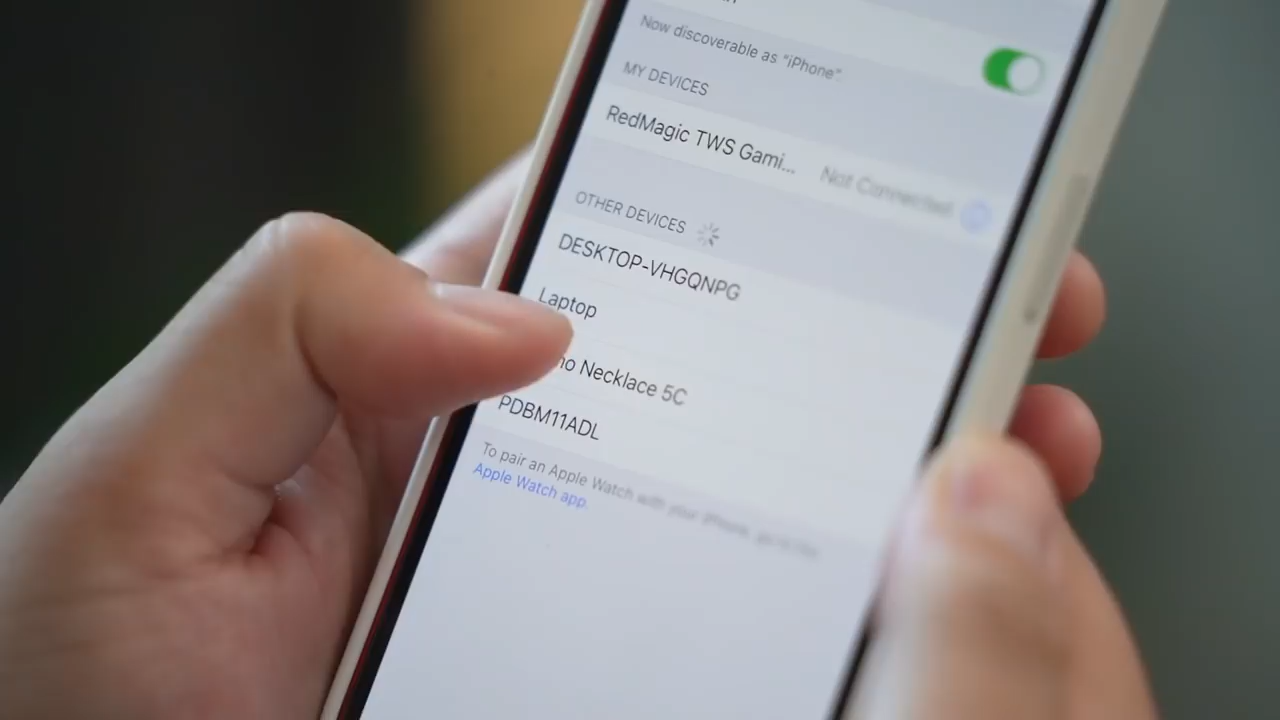 Now discoverable as "iPhone".
MY DEVICES
RedMagic TWS Gami... Not Connected
OTHER DEVICES
DESKTOP-VHGQNPG
Laptop
Necklace 5C
PDBM11ADL
To pair an Apple Watch with your iPhone, go to the
Apple Watch app.